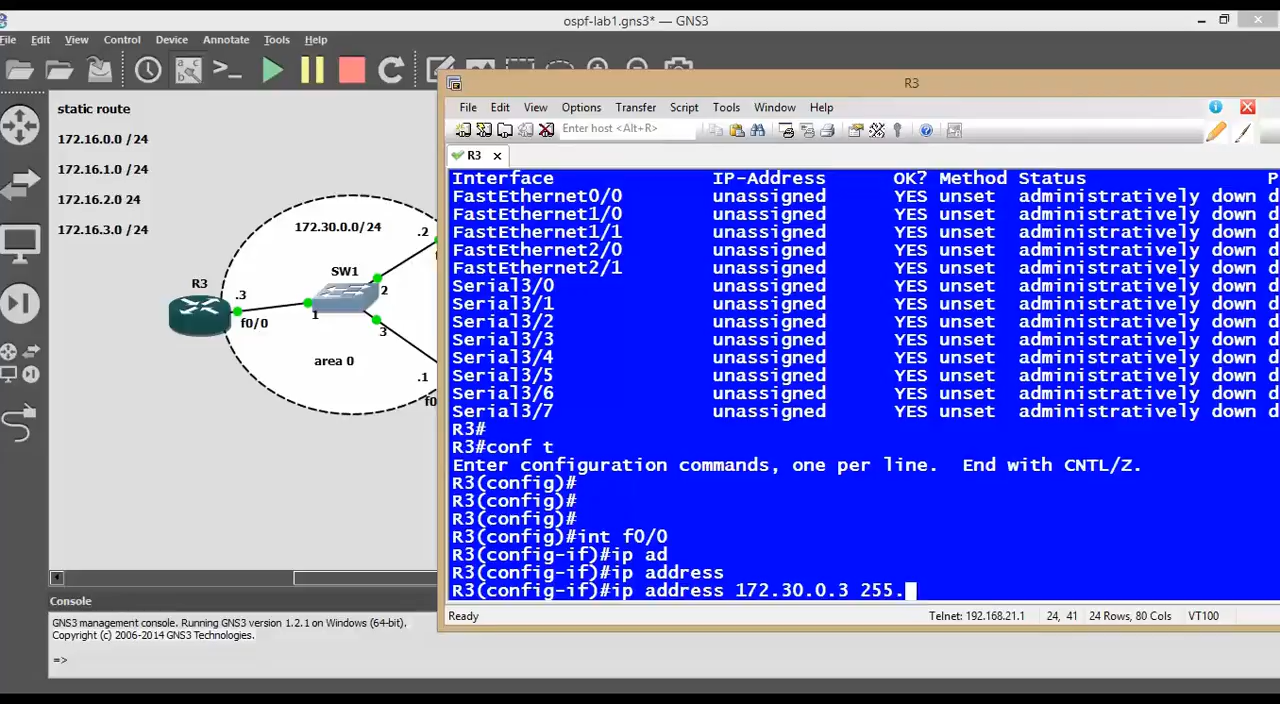 ospf-lab1.gns3* — GNS3
File Edit View Control Device Annotate Tools Help
static route
172.16.0.0 /24
172.16.1.0 /24
172.16.2.0 24
172.16.3.0 /24
172.30.0.0/24
.2
SW1
R3
2
.3
1
f0/0
3
area 0
.1
f0
Console
GNS3 management console. Running GNS3 version 1.2.1 on Windows (64-bit).
Copyright (c) 2006-2014 GNS3 Technologies.
=>
R3
File Edit View Options Transfer Script Tools Window Help
Enter host <Alt+R>
R3
Interface IP-Address OK? Method Status P
FastEthernet0/0 unassigned YES unset administratively down d
FastEthernet1/0 unassigned YES unset administratively down d
FastEthernet1/1 unassigned YES unset administratively down d
FastEthernet2/0 unassigned YES unset administratively down d
FastEthernet2/1 unassigned YES unset administratively down d
Serial3/0 unassigned YES unset administratively down d
Serial3/1 unassigned YES unset administratively down d
Serial3/2 unassigned YES unset administratively down d
Serial3/3 unassigned YES unset administratively down d
Serial3/4 unassigned YES unset administratively down d
Serial3/5 unassigned YES unset administratively down d
Serial3/6 unassigned YES unset administratively down d
Serial3/7 unassigned YES unset administratively down d
R3#
R3#conf t
Enter configuration commands, one per line. End with CNTL/Z.
R3(config)#
R3(config)#
R3(config)#
R3(config)#int f0/0
R3(config-if)#ip ad
R3(config-if)#ip address
R3(config-if)#ip address 172.30.0.3 255.
Ready Telnet: 192.168.21.1 24, 41 24 Rows, 80 Cols VT100